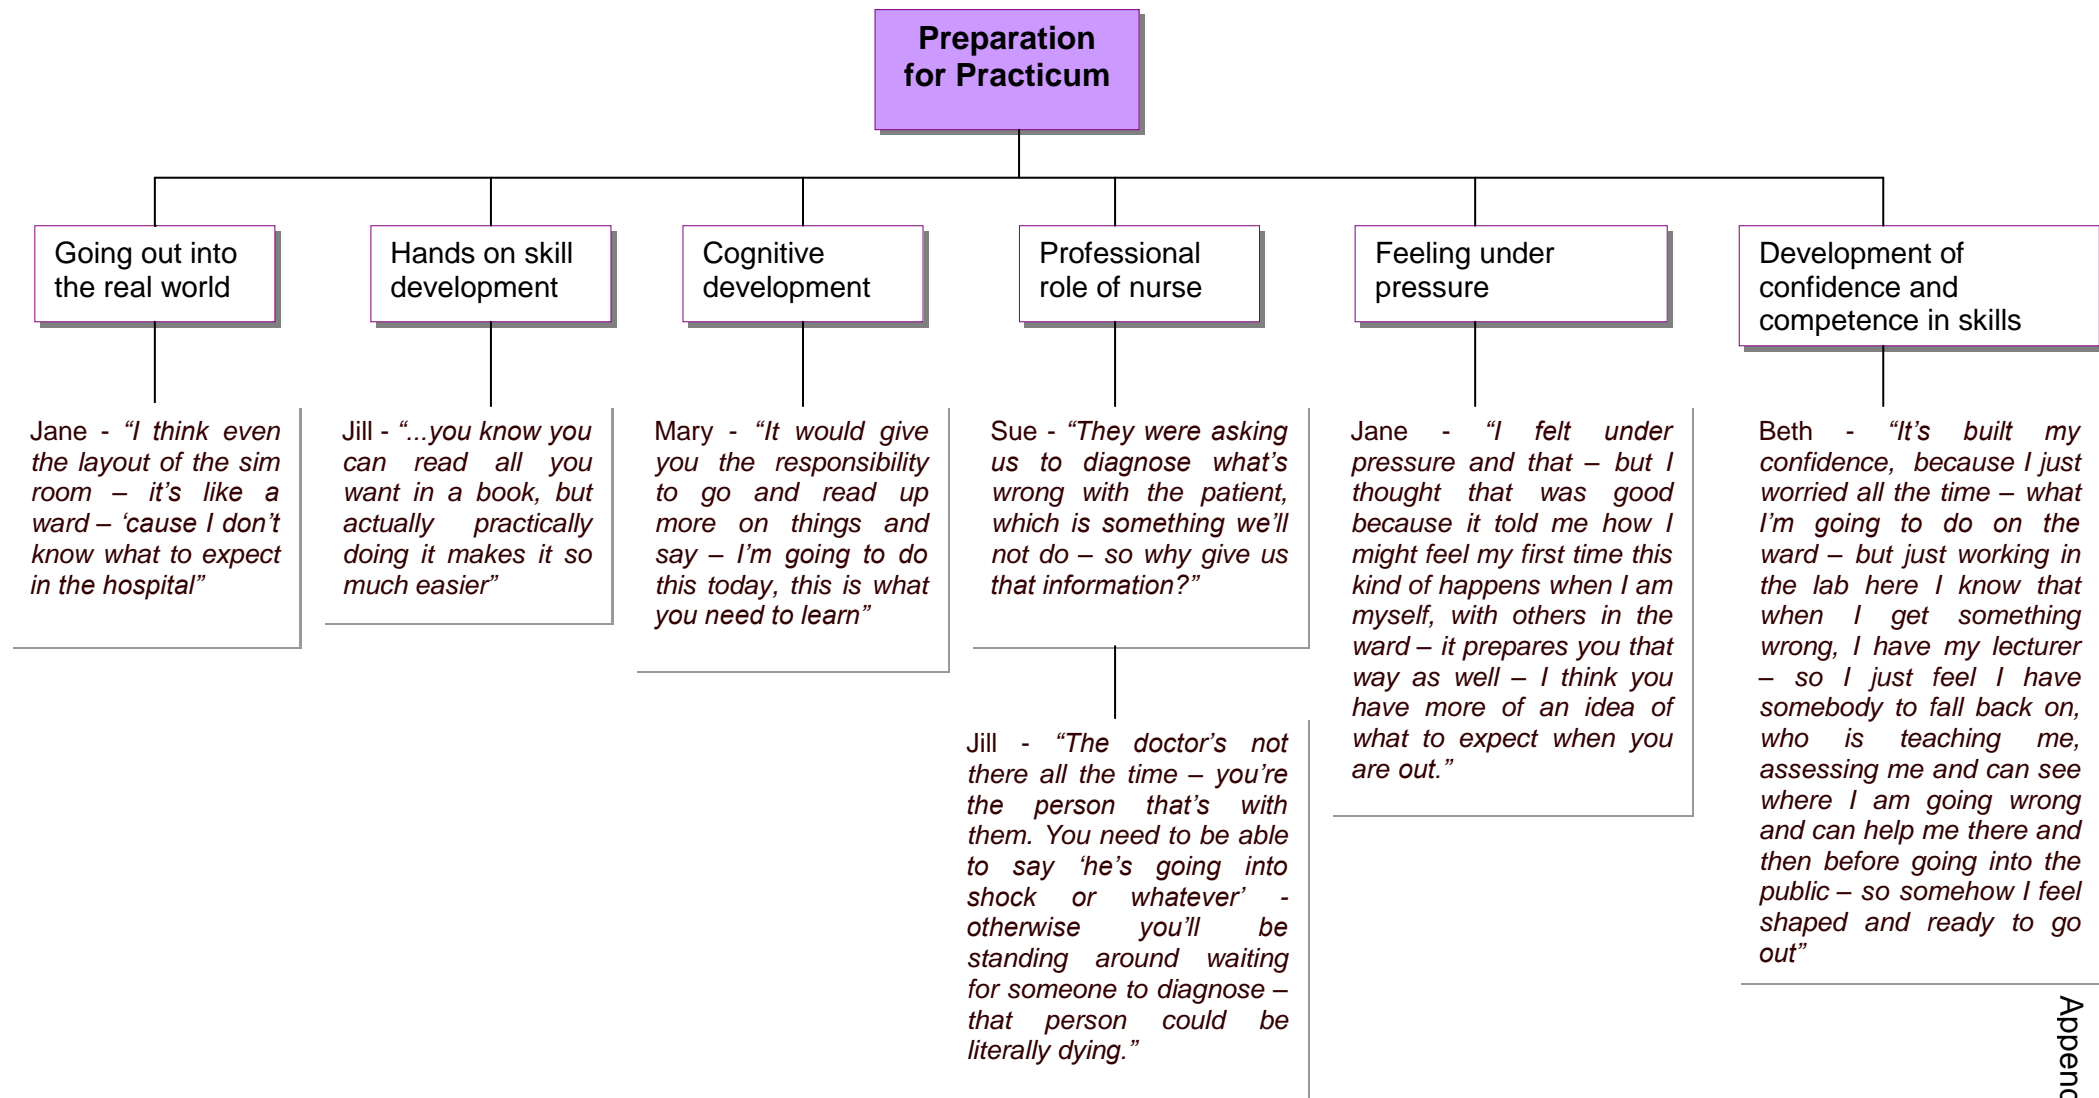 Preparation
for Practicum
Going out into
the real world
Hands on skill
development
Cognitive
development
Professional
role of nurse
Feeling under
pressure
Development of
confidence and
competence in skills
Jane - “I think even
the layout of the sim
room – it’s like a
ward – ‘cause I don’t
know what to expect
in the hospital”
Jill - “...you know you
can read all you
want in a book, but
actually practically
doing it makes it so
much easier”
Mary - “It would give
you the responsibility
to go and read up
more on things and
say – I’m going to do
this today, this is what
you need to learn”
Sue - “They were asking
us to diagnose what’s
wrong with the patient,
which is something we’ll
not do – so why give us
that information?”
Jill - “The doctor’s not
there all the time – you’re
the person that’s with
them. You need to be able
to say ‘he’s going into
shock or whatever’ -
otherwise you’ll be
standing around waiting
for someone to diagnose –
that person could be
literally dying.”
Jane - “I felt under
pressure and that – but I
thought that was good
because it told me how I
might feel my first time this
kind of happens when I am
myself, with others in the
ward – it prepares you that
way as well – I think you
have more of an idea of
what to expect when you
are out.”
Beth - “It’s built my
confidence, because I just
worried all the time – what
I’m going to do on the
ward – but just working in
the lab here I know that
when I get something
wrong, I have my lecturer
– so I just feel I have
somebody to fall back on,
who is teaching me,
assessing me and can see
where I am going wrong
and can help me there and
then before going into the
public – so somehow I feel
shaped and ready to go
out”